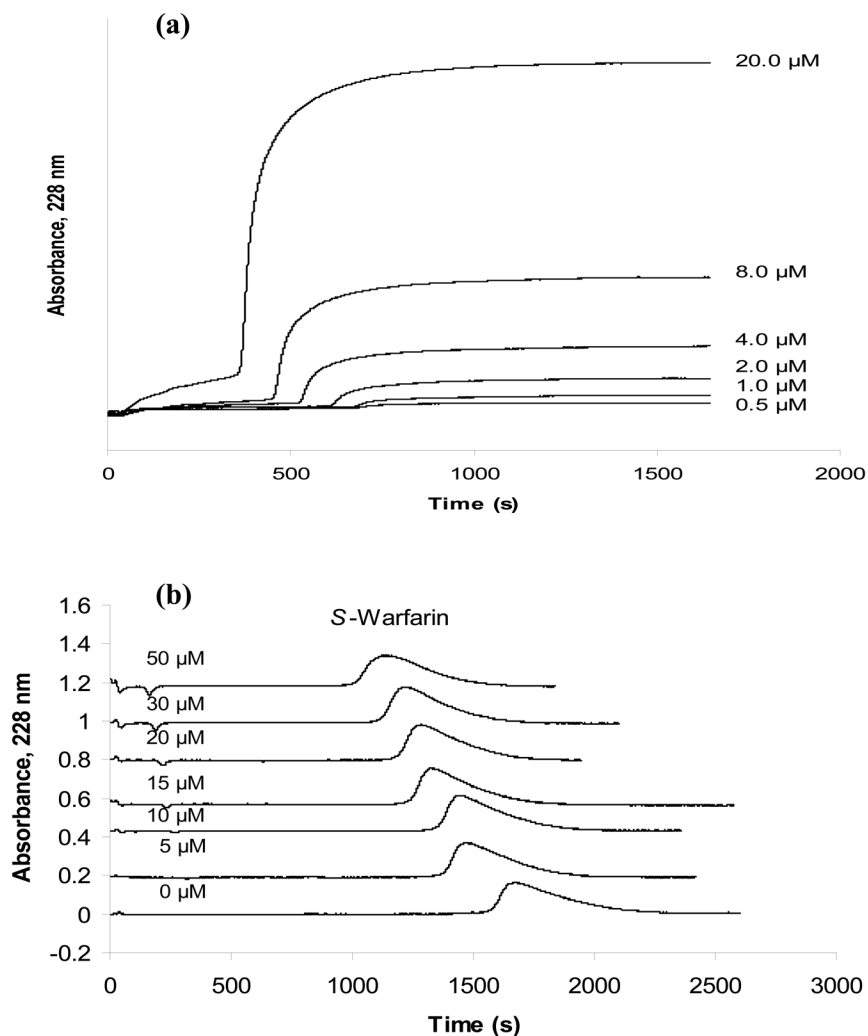 (a)
Absorbance, 228 nm
20.0 µM
8.0 µM
4.0 µM
2.0 µM
1.0 µM
0.5 µM
0 500 1000 1500 2000
Time (s)
(b)
S-Warfarin
Absorbance, 228 nm
1.6
1.4
1.2
1
0.8
0.6
0.4
0.2
0
-0.2
50 µM
30 µM
20 µM
15 µM
10 µM
5 µM
0 µM
0 500 1000 1500 2000 2500 3000
Time (s)